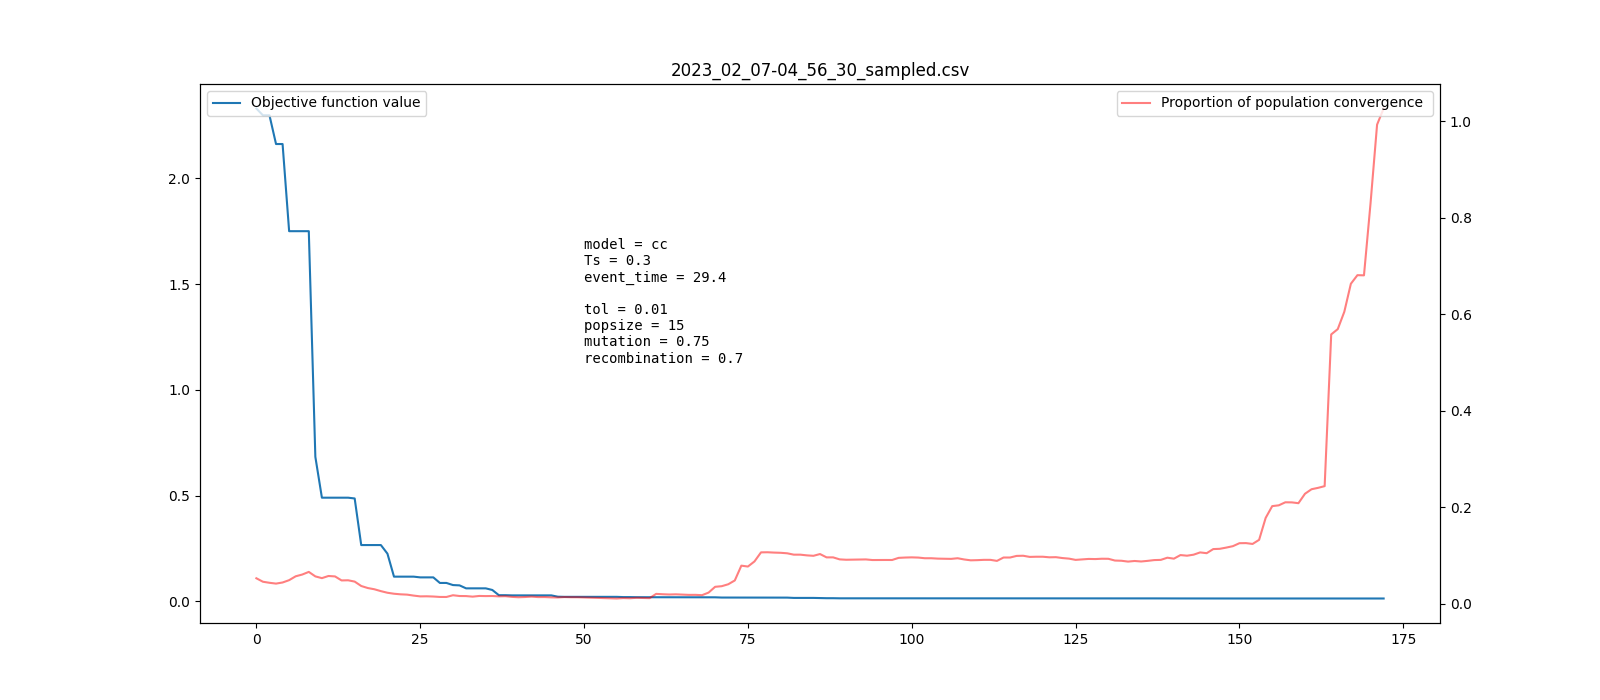 2023_02_07-04_56_30_sampled.csv
Objective function value
Proportion of population convergence
2.0
1.5
1.0
0.5
0.0
model = cc
Ts = 0.3
event_time = 29.4
tol = 0.01
popsize = 15
mutation = 0.75
recombination = 0.7
1.0
0.8
0.6
0.4
0.2
0.0
0 25 50 75 100 125 150 175